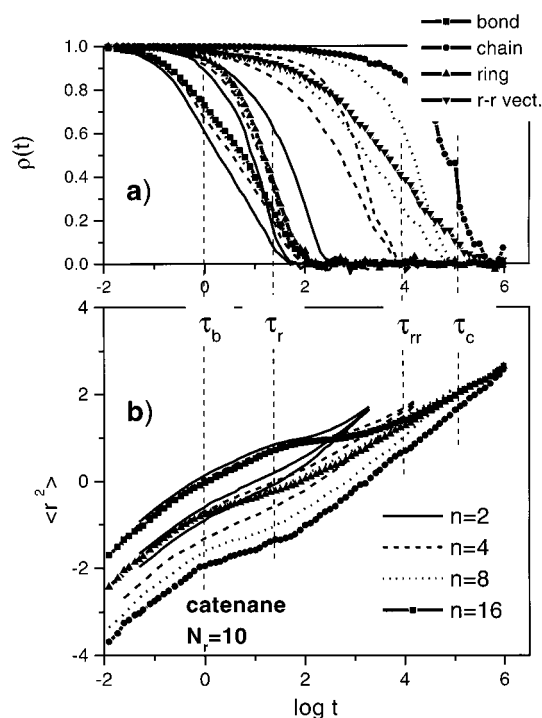 bond
chain
ring
r-r vect.
ρ(t)
1.0
0.8
0.6
0.4
0.2
0.0
a)
-2
0
2
4
6
τb
τr
τrr
τc
b)
<r²>
4
2
0
-2
-4
n=2
n=4
n=8
n=16
catenane
Nr=10
-2
0
2
4
6
log t